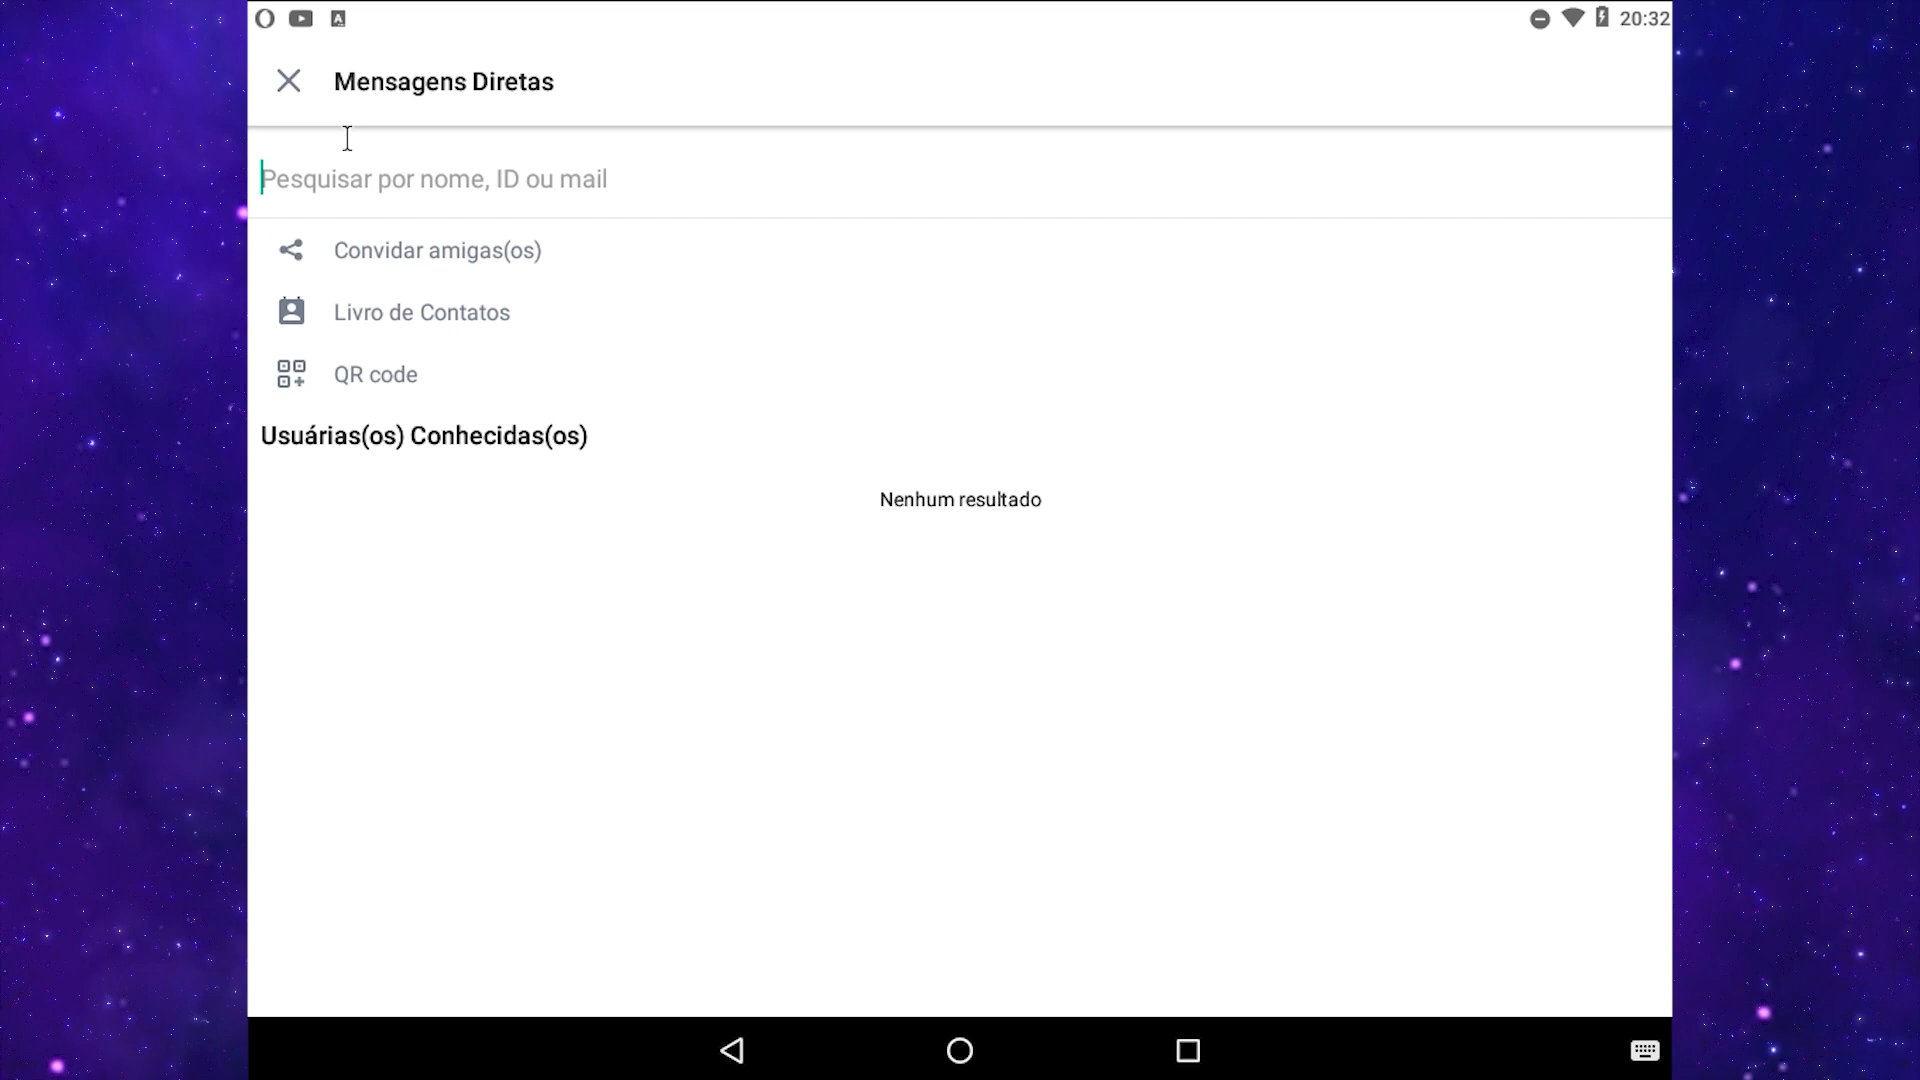 20:32
Mensagens Diretas
Pesquisar por nome, ID ou mail
Convidar amigas(os)
Livro de Contatos
QR code
Usuárias(os) Conhecidas(os)
Nenhum resultado